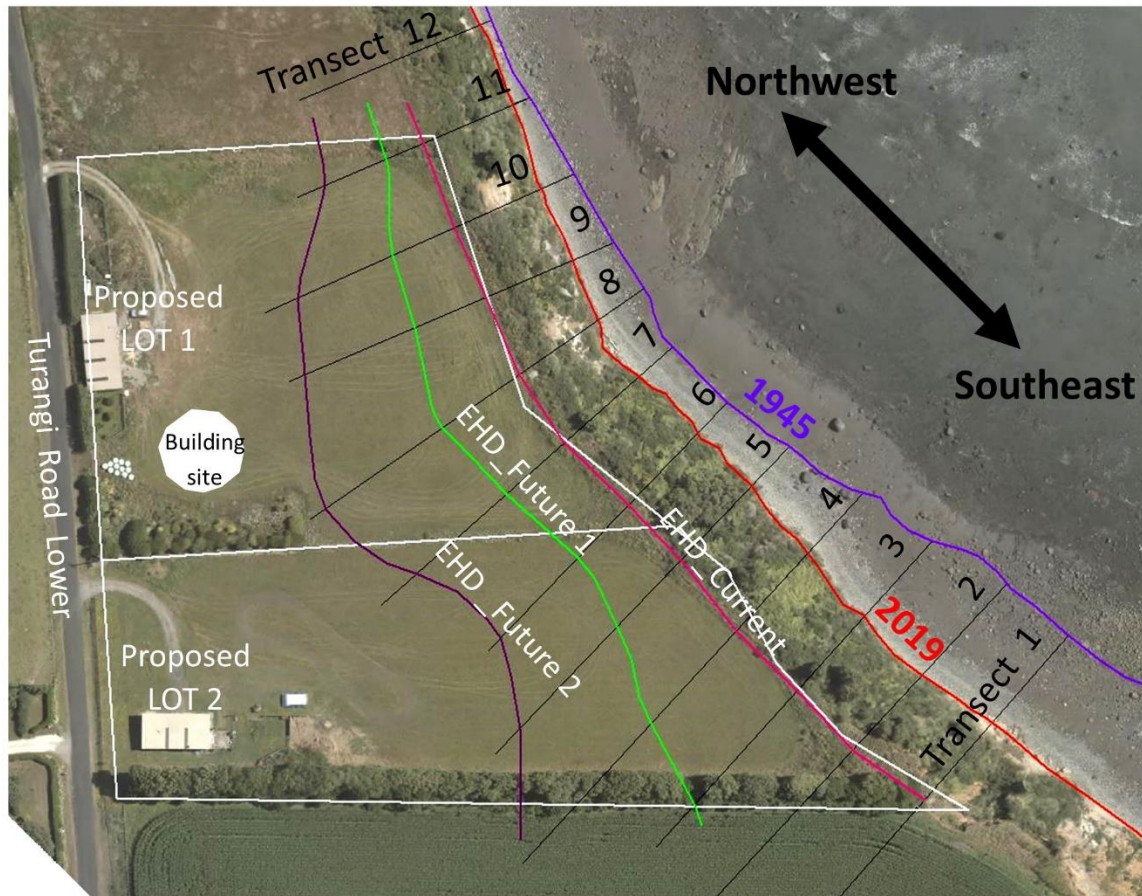 Transect 12
11
10
9
8
7
6
5
4
3
2
Transect 1
Northwest
Southeast
1945
2019
Proposed
LOT 1
Building
site
Turangi Road Lower
EHD_Future 1
EHD_Current
EHD_Future 2
Proposed
LOT 2